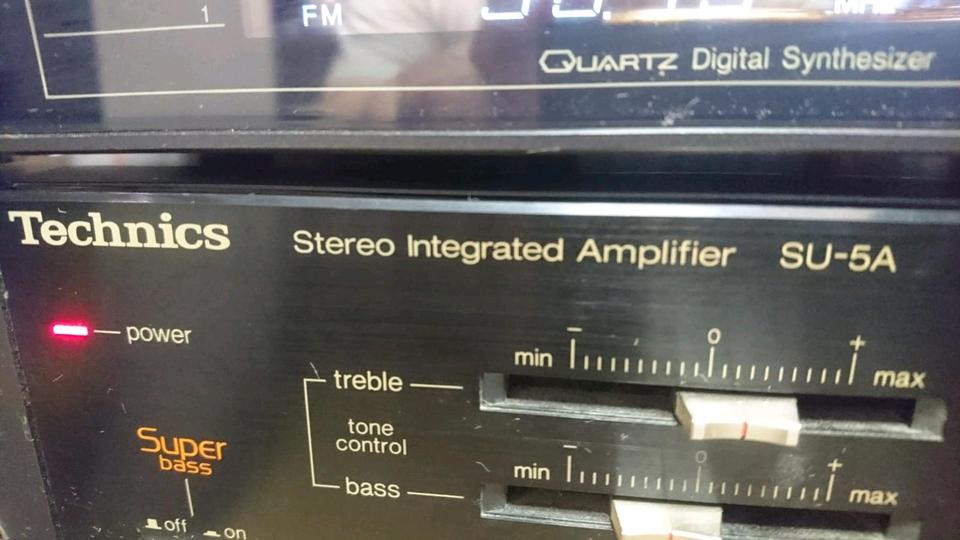 1
FM
MHz
QUARTZ Digital Synthesizer
Technics
Stereo Integrated Amplifier SU-5A
power
− 0 +
min max
treble
tone
control
Super
bass
− 0 +
min max
bass
off on